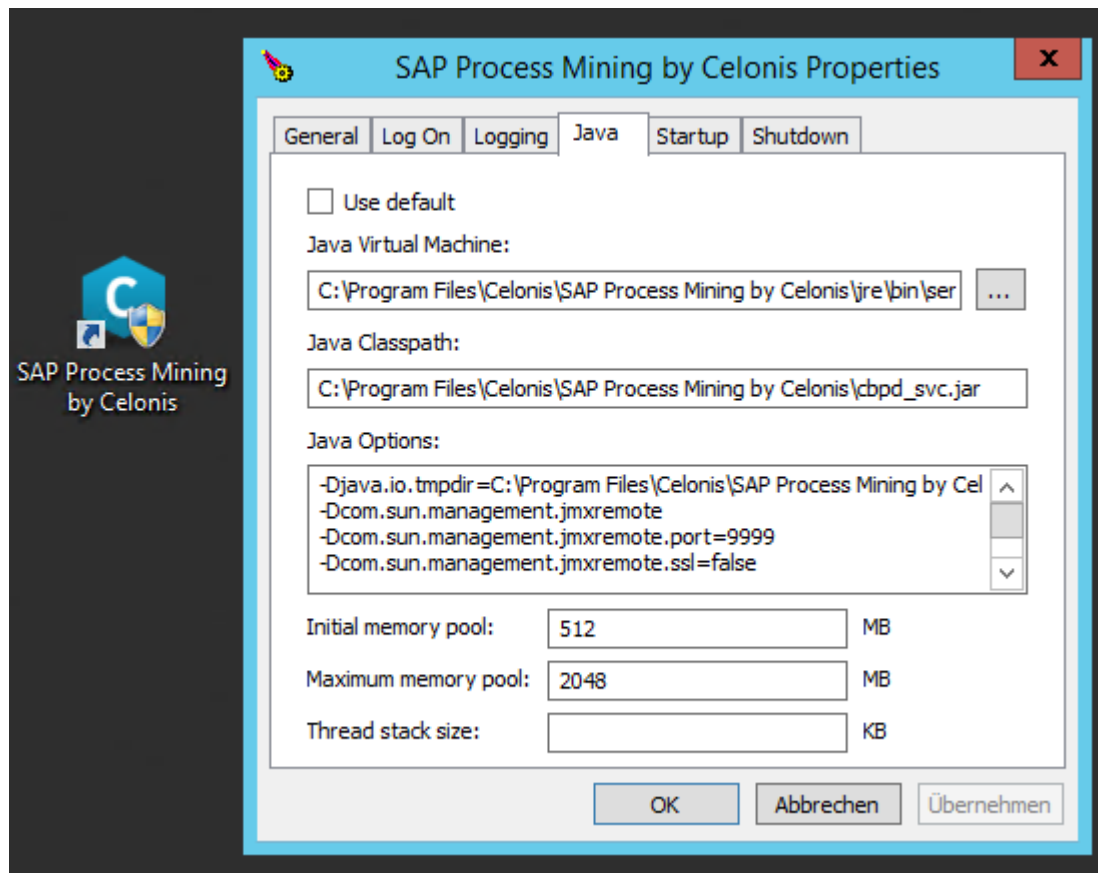 SAP Process Mining by Celonis Properties
x
General Log On Logging Java Startup Shutdown
Use default
Java Virtual Machine:
C:\Program Files\Celonis\SAP Process Mining by Celonis\jre\bin\ser ...
Java Classpath:
C:\Program Files\Celonis\SAP Process Mining by Celonis\cbpd_svc.jar
Java Options:
-Djava.io.tmpdir=C:\Program Files\Celonis\SAP Process Mining by Cel
-Dcom.sun.management.jmxremote
-Dcom.sun.management.jmxremote.port=9999
-Dcom.sun.management.jmxremote.ssl=false
Initial memory pool: 512 MB
Maximum memory pool: 2048 MB
Thread stack size: KB
OK Abbrechen Übernehmen
C
SAP Process Mining
by Celonis